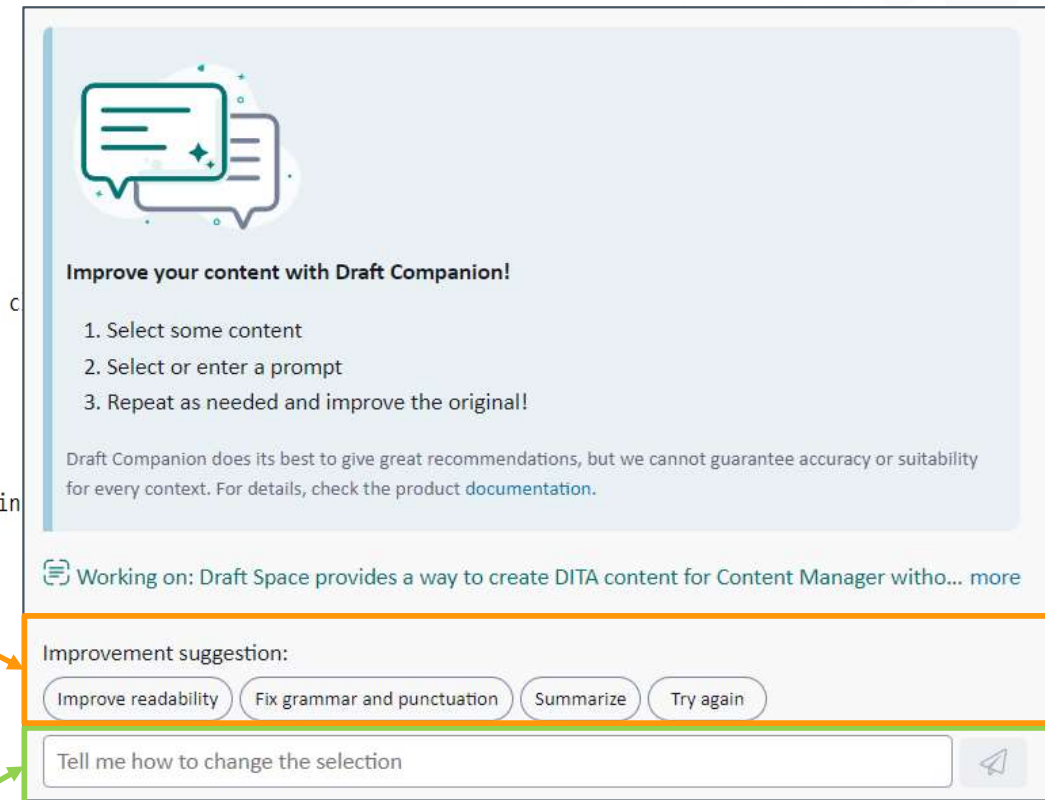 Improve your content with Draft Companion!
c
1. Select some content
2. Select or enter a prompt
3. Repeat as needed and improve the original!
Draft Companion does its best to give great recommendations, but we cannot guarantee accuracy or suitability
for every context. For details, check the product documentation.
in
Working on: Draft Space provides a way to create DITA content for Content Manager witho... more
Improvement suggestion:
Improve readability Fix grammar and punctuation Summarize Try again
Tell me how to change the selection